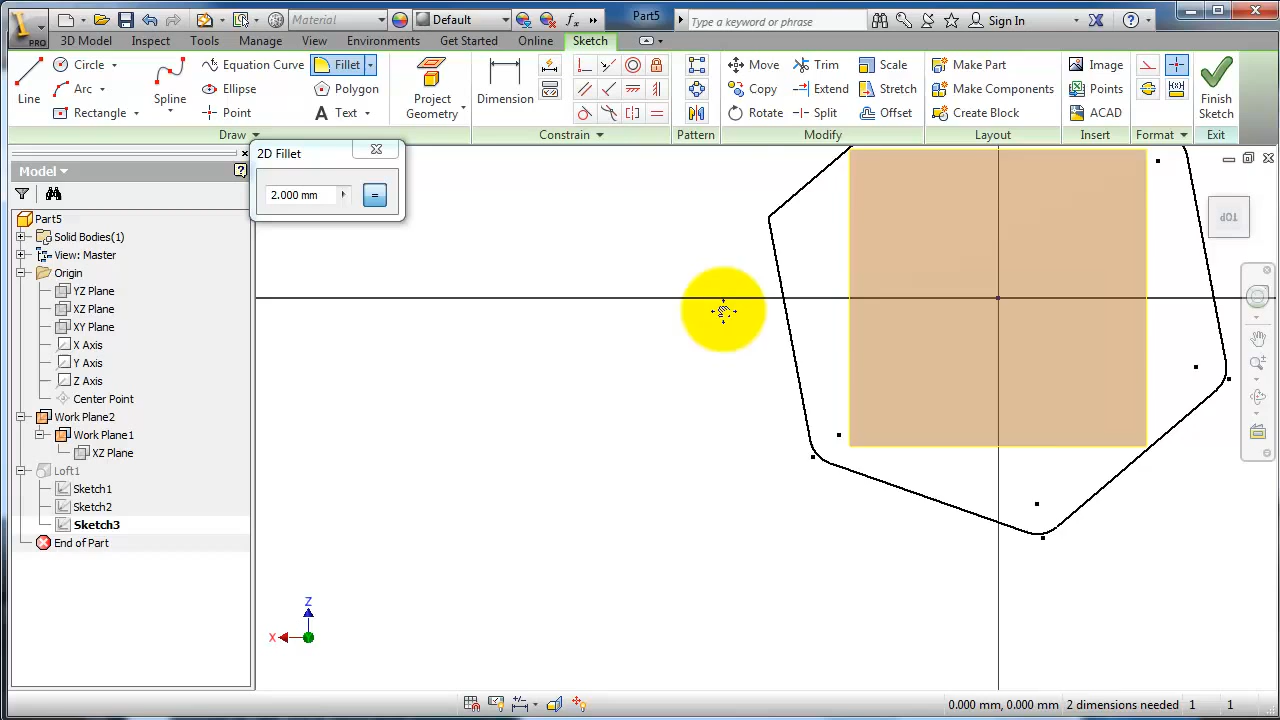 PRO
Material
Default
Part5
Type a keyword or phrase
Sign In
3D Model
Inspect
Tools
Manage
View
Environments
Get Started
Online
Sketch
Line
Circle
Arc
Rectangle
Spline
Equation Curve
Ellipse
Point
Fillet
Polygon
Text
Project
Geometry
Dimension
Move
Copy
Rotate
Trim
Extend
Split
Scale
Stretch
Offset
Make Part
Make Components
Create Block
Image
Points
ACAD
Finish
Sketch
Draw
Constrain
Pattern
Modify
Layout
Insert
Format
Exit
2D Fillet
2.000 mm
=
Model
Part5
Solid Bodies(1)
View: Master
Origin
YZ Plane
XZ Plane
XY Plane
X Axis
Y Axis
Z Axis
Center Point
Work Plane2
Work Plane1
XZ Plane
Loft1
Sketch1
Sketch2
Sketch3
End of Part
TOP
Z
X
0.000 mm, 0.000 mm
2 dimensions needed
1
1